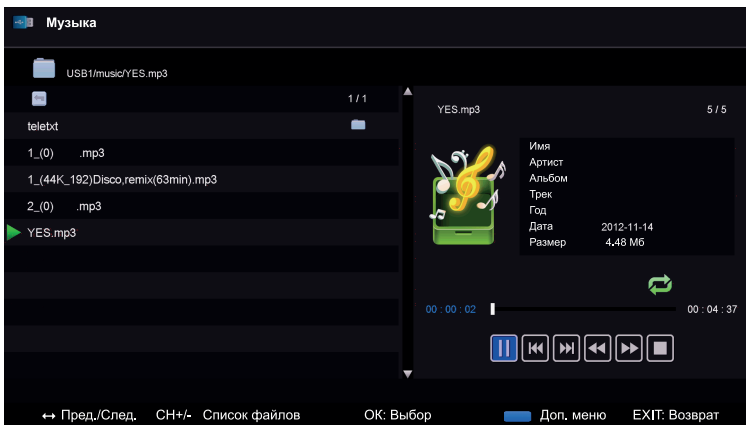 Музыка
USB1/music/YES.mp3
1 / 1
teletxt
1_(0) .mp3
1_(44K_192)Disco,remix(63min).mp3
2_(0) .mp3
YES.mp3
YES.mp3 5 / 5
Имя
Артист
Альбом
Трек
Год
Дата 2012-11-14
Размер 4.48 Мб
00 : 00 : 02 00 : 04 : 37
↔ Пред./След. CH+/- Список файлов ОК: Выбор Доп. меню EXIT: Возврат